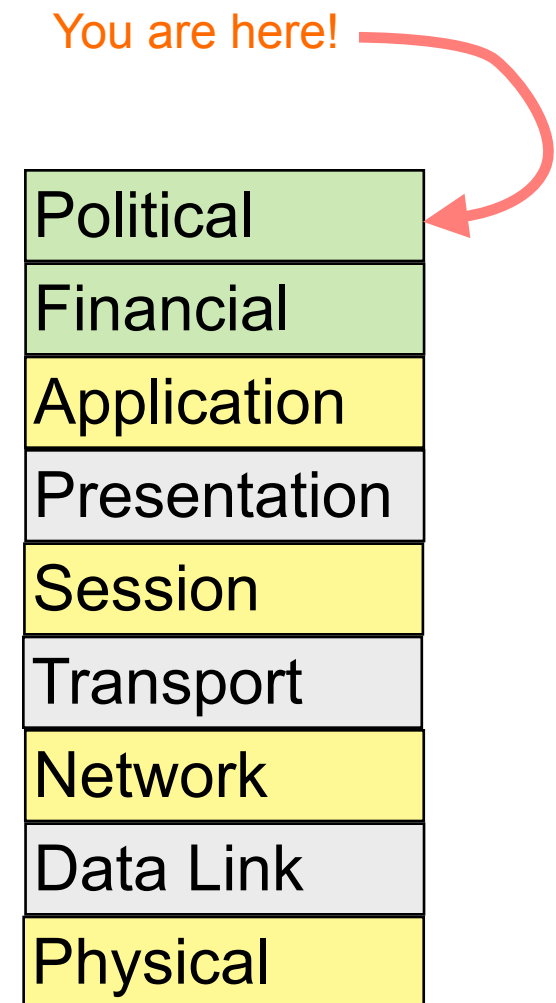 You are here!
Political
Financial
Application
Presentation
Session
Transport
Network
Data Link
Physical